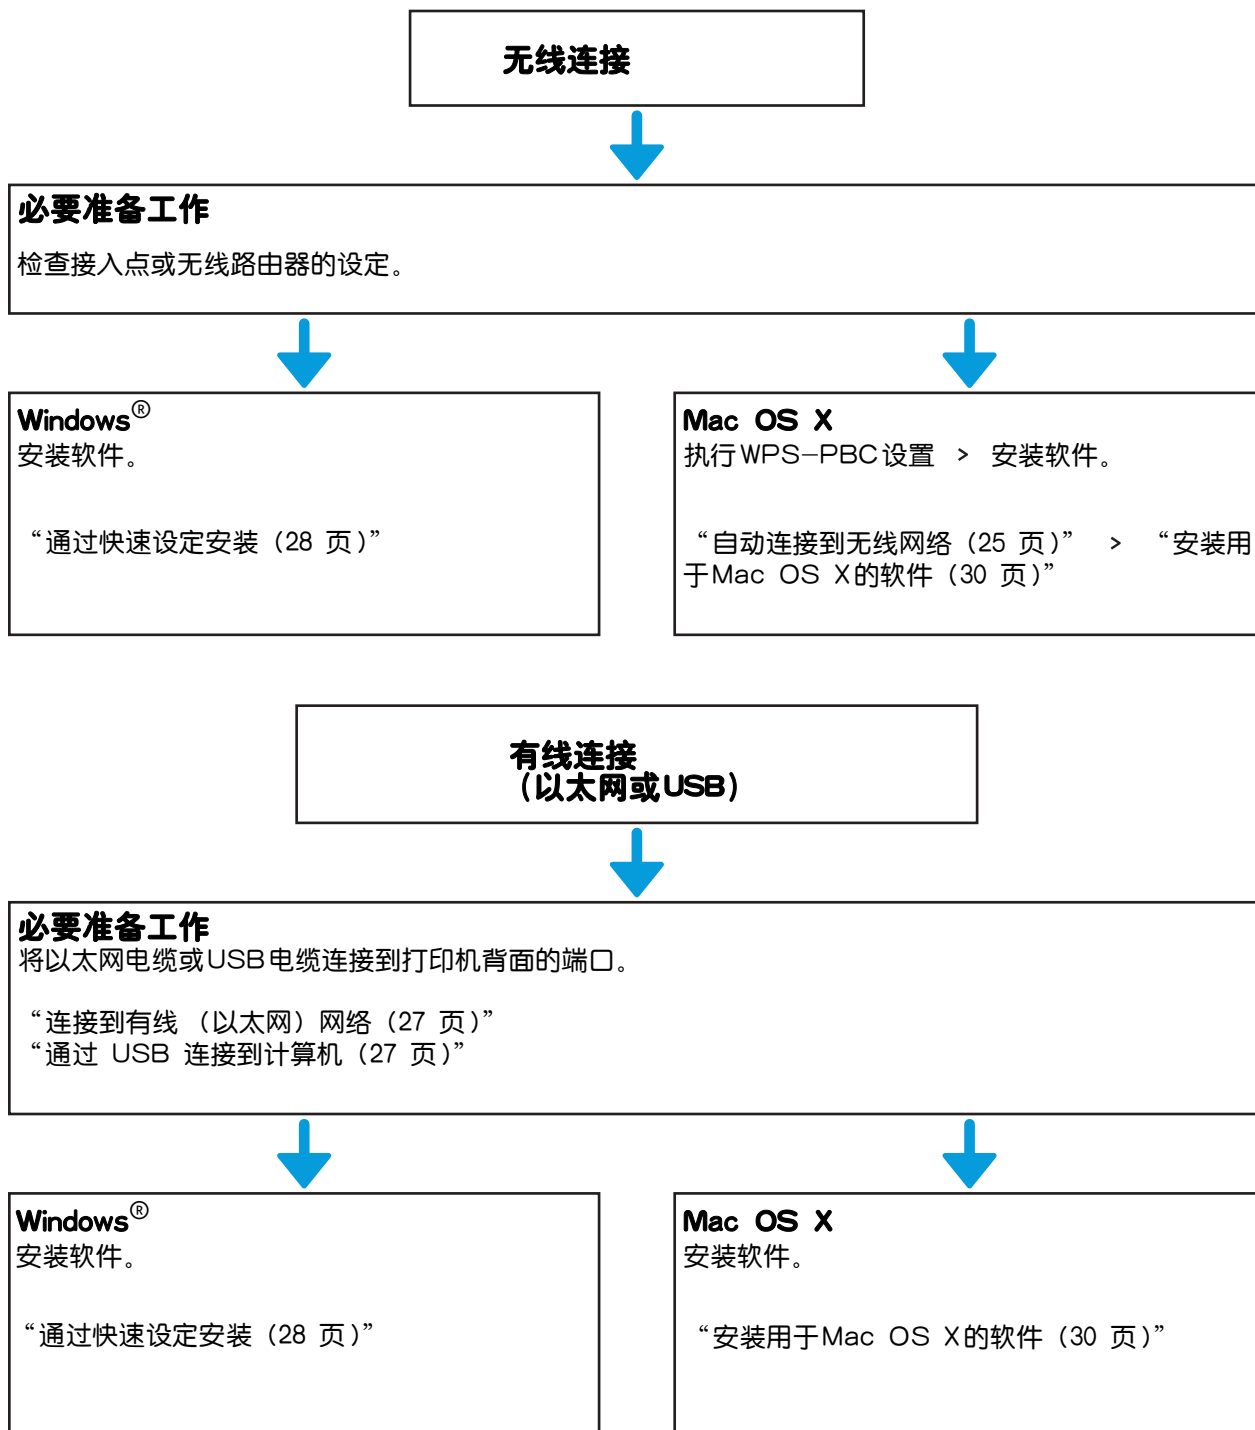 无线连接
必要准备工作
检查接入点或无线路由器的设定。
Windows®
安装软件。
“通过快速设定安装（28 页）”
Mac OS X
执行WPS-PBC设置 > 安装软件。
“自动连接到无线网络（25 页）” > “安装用
于Mac OS X的软件（30 页）”
有线连接
（以太网或USB）
必要准备工作
将以太网电缆或USB电缆连接到打印机背面的端口。
“连接到有线 （以太网）网络（27 页）”
“通过 USB 连接到计算机（27 页）”
Windows®
安装软件。
“通过快速设定安装（28 页）”
Mac OS X
安装软件。
“安装用于Mac OS X的软件（30 页）”